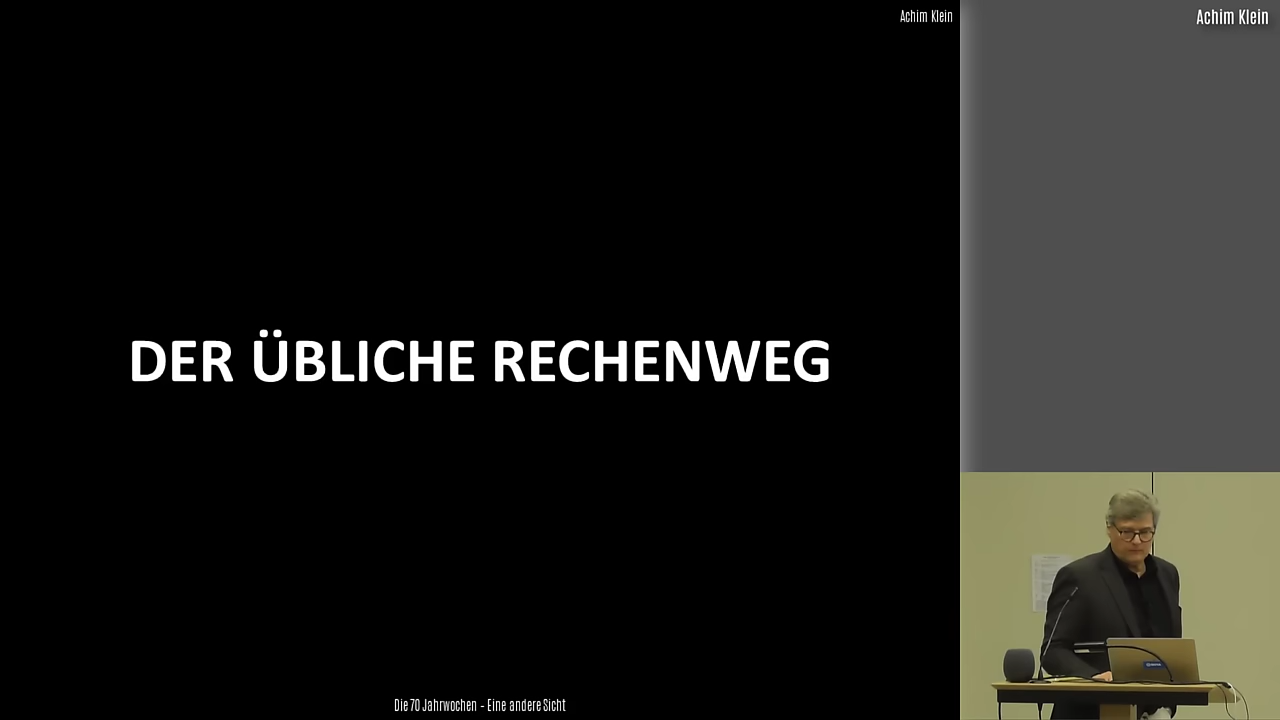 Achim Klein
Achim Klein
DER ÜBLICHE RECHENWEG
Die 70 Jahrwochen - Eine andere Sicht